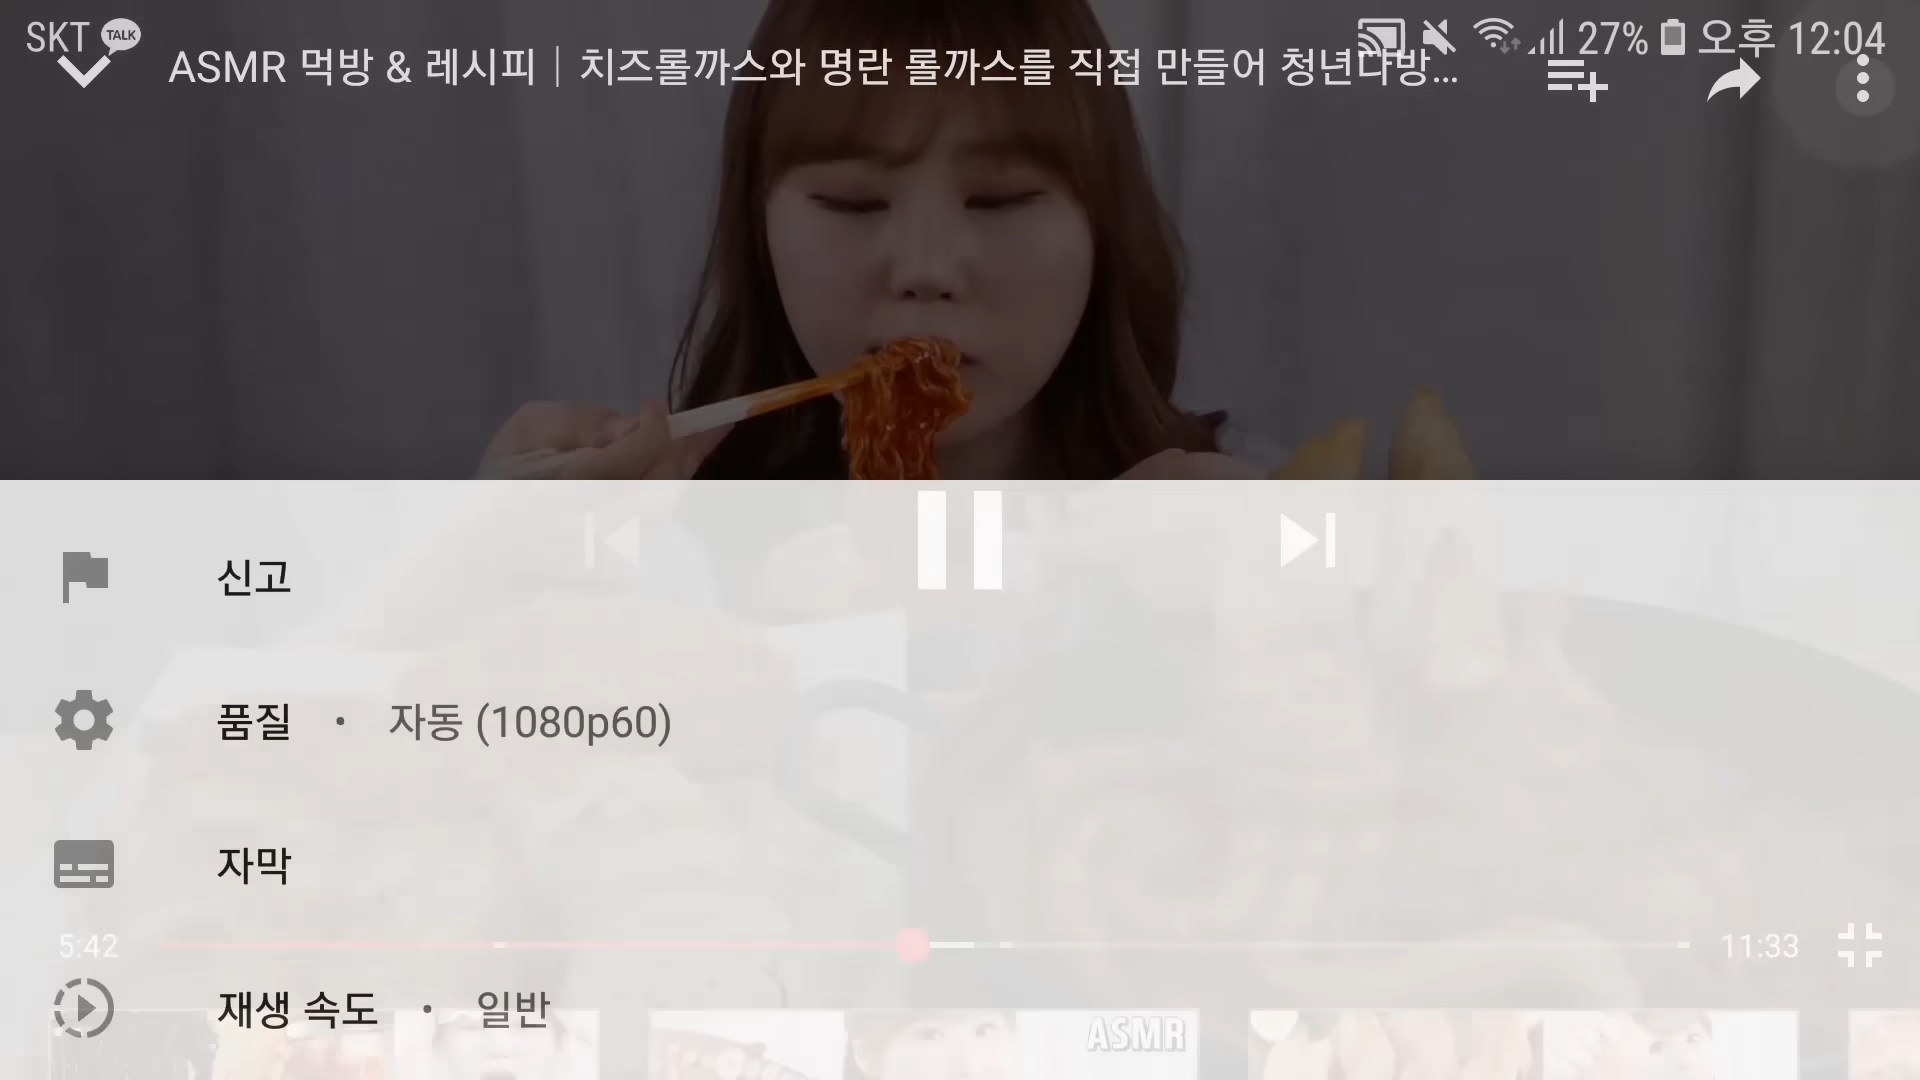 SKT TALK 27% 오후 12:04
ASMR 먹방 & 레시피｜치즈롤까스와 명란 롤까스를 직접 만들어 청년다방...
신고
품질 • 자동 (1080p60)
자막
5:42 11:33
재생 속도 • 일반
ASMR